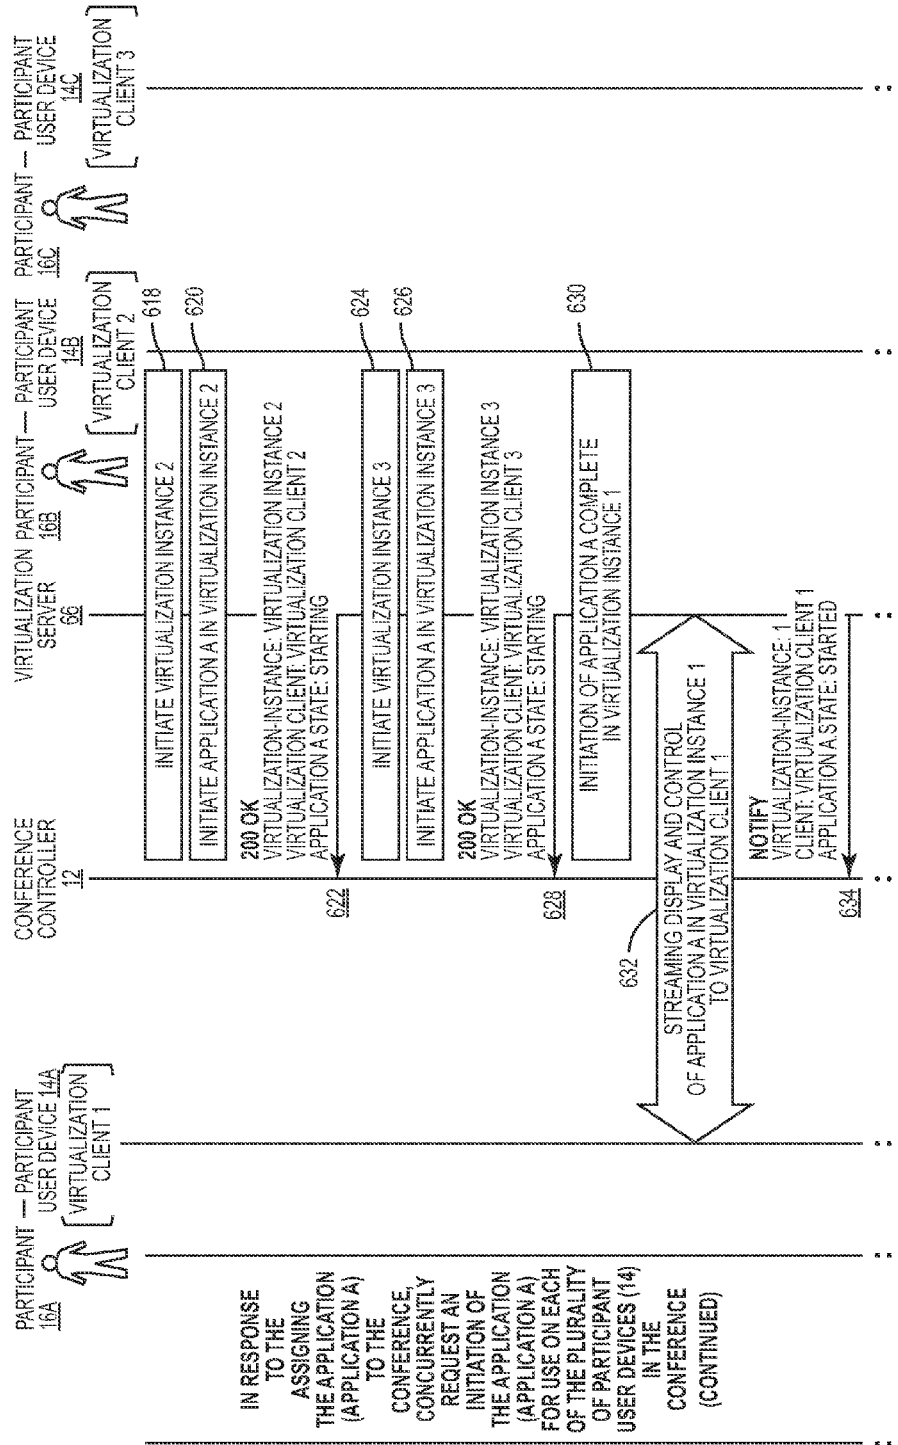 PARTICIPANT — PARTICIPANT
16A
USER DEVICE 14A
VIRTUALIZATION
CLIENT 1
CONFERENCE
CONTROLLER
12
VIRTUALIZATION
SERVER
66
PARTICIPANT — PARTICIPANT
16B
USER DEVICE
14B
VIRTUALIZATION
CLIENT 2
PARTICIPANT — PARTICIPANT
16C
USER DEVICE
14C
VIRTUALIZATION
CLIENT 3
IN RESPONSE
TO THE
ASSIGNING
THE APPLICATION
(APPLICATION A)
TO THE
CONFERENCE,
CONCURRENTLY
REQUEST AN
INITIATION OF
THE APPLICATION
(APPLICATION A)
FOR USE ON EACH
OF THE PLURALITY
OF PARTICIPANT
USER DEVICES (14)
IN THE
CONFERENCE
(CONTINUED)
INITIATE VIRTUALIZATION INSTANCE 2
618
INITIATE APPLICATION A IN VIRTUALIZATION INSTANCE 2
620
200 OK
VIRTUALIZATION-INSTANCE: VIRTUALIZATION INSTANCE 2
VIRTUALIZATION CLIENT: VIRTUALIZATION CLIENT 2
APPLICATION A STATE: STARTING
622
INITIATE VIRTUALIZATION INSTANCE 3
624
INITIATE APPLICATION A IN VIRTUALIZATION INSTANCE 3
626
200 OK
VIRTUALIZATION-INSTANCE: VIRTUALIZATION INSTANCE 3
VIRTUALIZATION CLIENT: VIRTUALIZATION CLIENT 3
APPLICATION A STATE: STARTING
628
INITIATION OF APPLICATION A COMPLETE
IN VIRTUALIZATION INSTANCE 1
630
632
STREAMING DISPLAY AND CONTROL
OF APPLICATION A IN VIRTUALIZATION INSTANCE 1
TO VIRTUALIZATION CLIENT 1
NOTIFY
VIRTUALIZATION-INSTANCE: 1
CLIENT: VIRTUALIZATION CLIENT 1
APPLICATION A STATE: STARTED
634